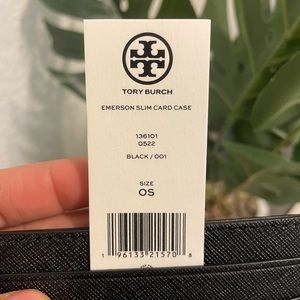 TORY BURCH
EMERSON SLIM CARD CASE
136101
0522
BLACK / 001
SIZE
OS
1 96133 21570 8